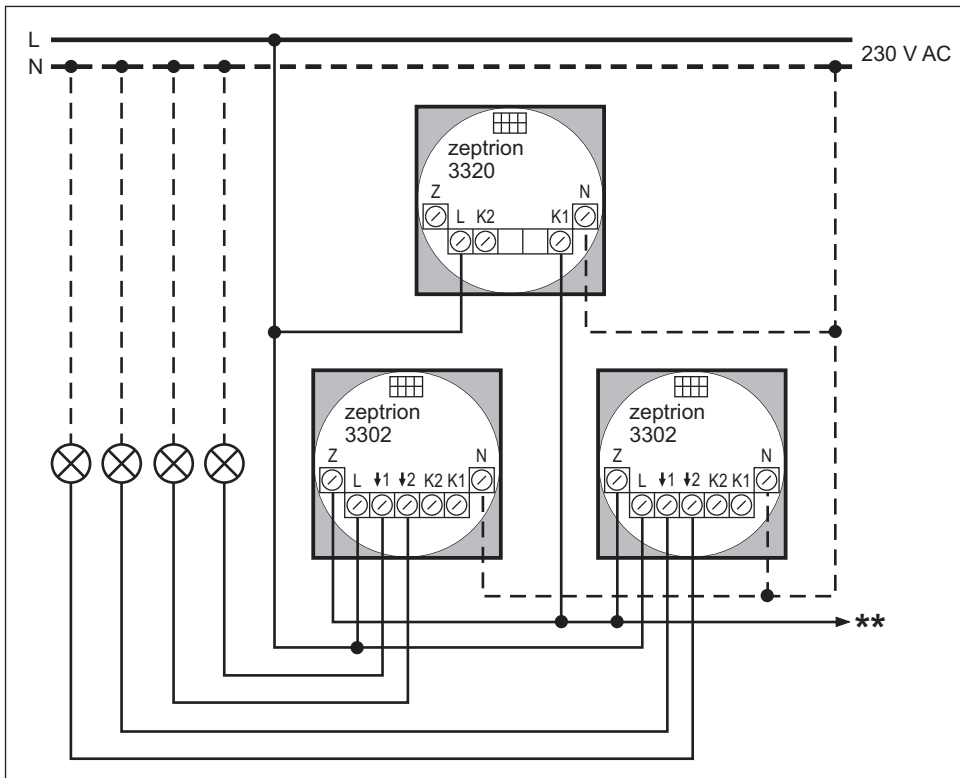 L
N
230 V AC
zeptrion
3320
Z
N
L K2 K1
zeptrion
3302
Z
N
L ↓1 ↓2 K2 K1
zeptrion
3302
Z
N
L ↓1 ↓2 K2 K1
**